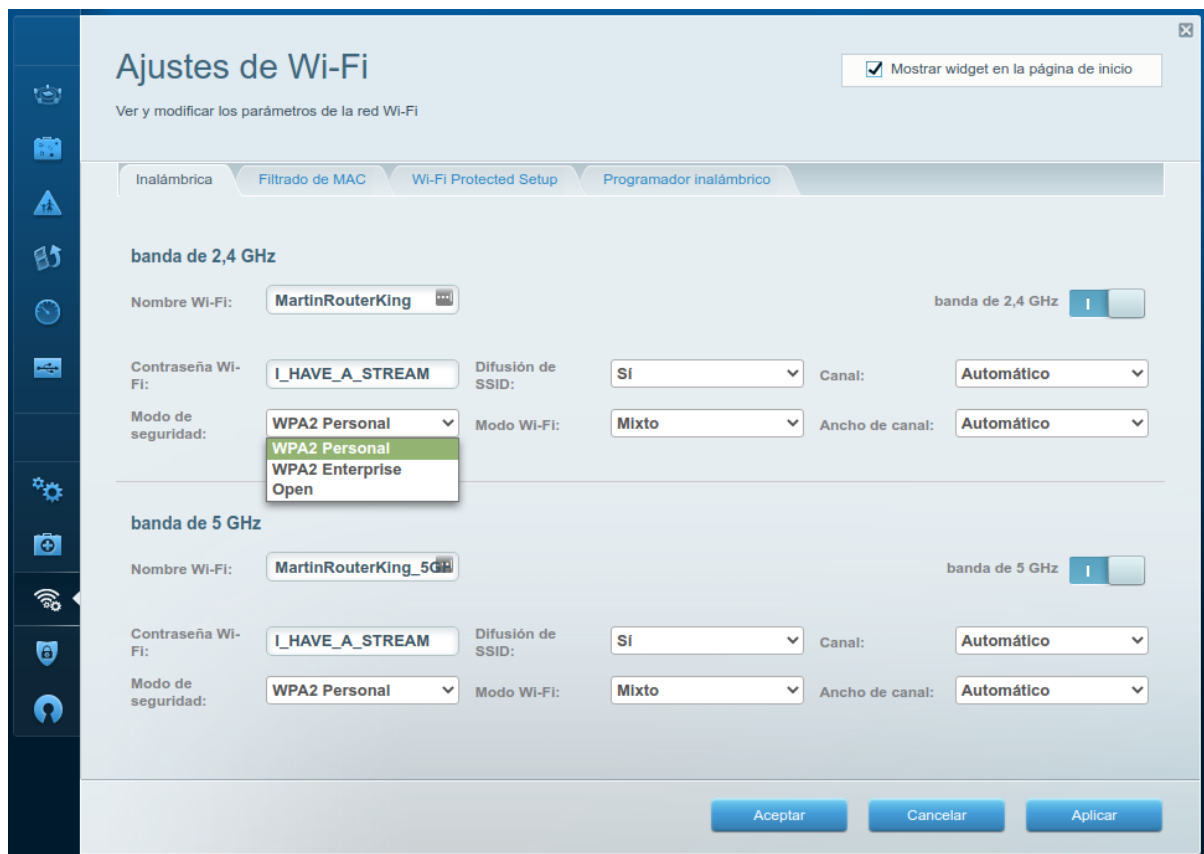 Ajustes de Wi-Fi
Mostrar widget en la página de inicio
Ver y modificar los parámetros de la red Wi-Fi
Inalámbrica
Filtrado de MAC
Wi-Fi Protected Setup
Programador inalámbrico
banda de 2,4 GHz
Nombre Wi-Fi:
MartinRouterKing
banda de 2,4 GHz
I
Contraseña Wi-
Fi:
I_HAVE_A_STREAM
Difusión de
SSID:
Sí
Canal:
Automático
Modo de
seguridad:
WPA2 Personal
Modo Wi-Fi:
Mixto
Ancho de canal:
Automático
WPA2 Personal
WPA2 Enterprise
Open
banda de 5 GHz
Nombre Wi-Fi:
MartinRouterKing_5GH
banda de 5 GHz
I
Contraseña Wi-
Fi:
I_HAVE_A_STREAM
Difusión de
SSID:
Sí
Canal:
Automático
Modo de
seguridad:
WPA2 Personal
Modo Wi-Fi:
Mixto
Ancho de canal:
Automático
Aceptar
Cancelar
Aplicar